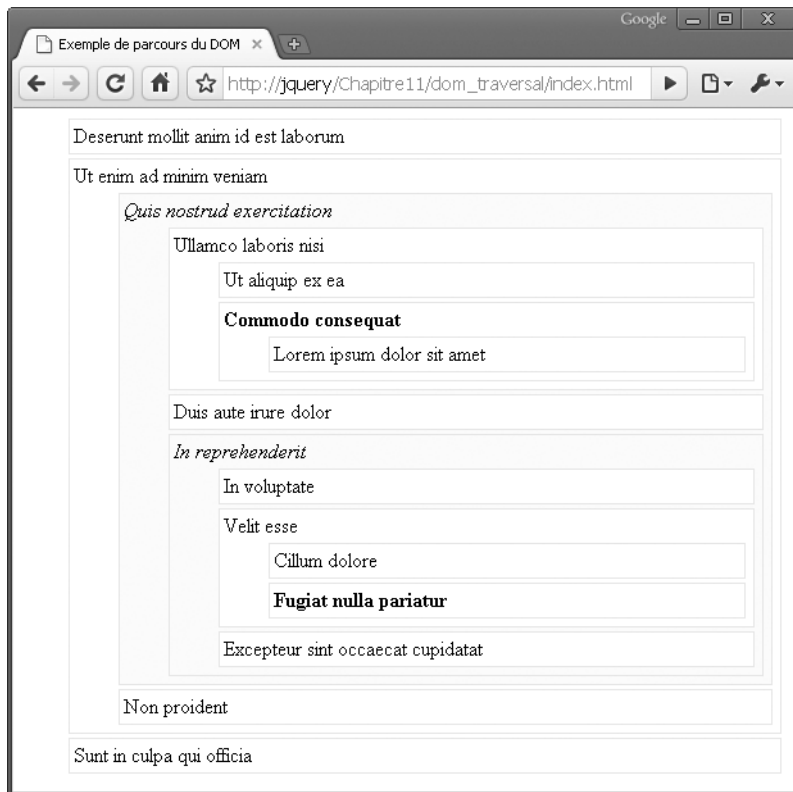 Google
Exemple de parcours du DOM
http://jquery/Chapitre11/dom_traversal/index.html
Deserunt mollit anim id est laborum
Ut enim ad minim veniam
Quis nostrud exercitation
Ullamco laboris nisi
Ut aliquip ex ea
Commodo consequat
Lorem ipsum dolor sit amet
Duis aute irure dolor
In reprehenderit
In voluptate
Velit esse
Cillum dolore
Fugiat nulla pariatur
Excepteur sint occaecat cupidatat
Non proident
Sunt in culpa qui officia